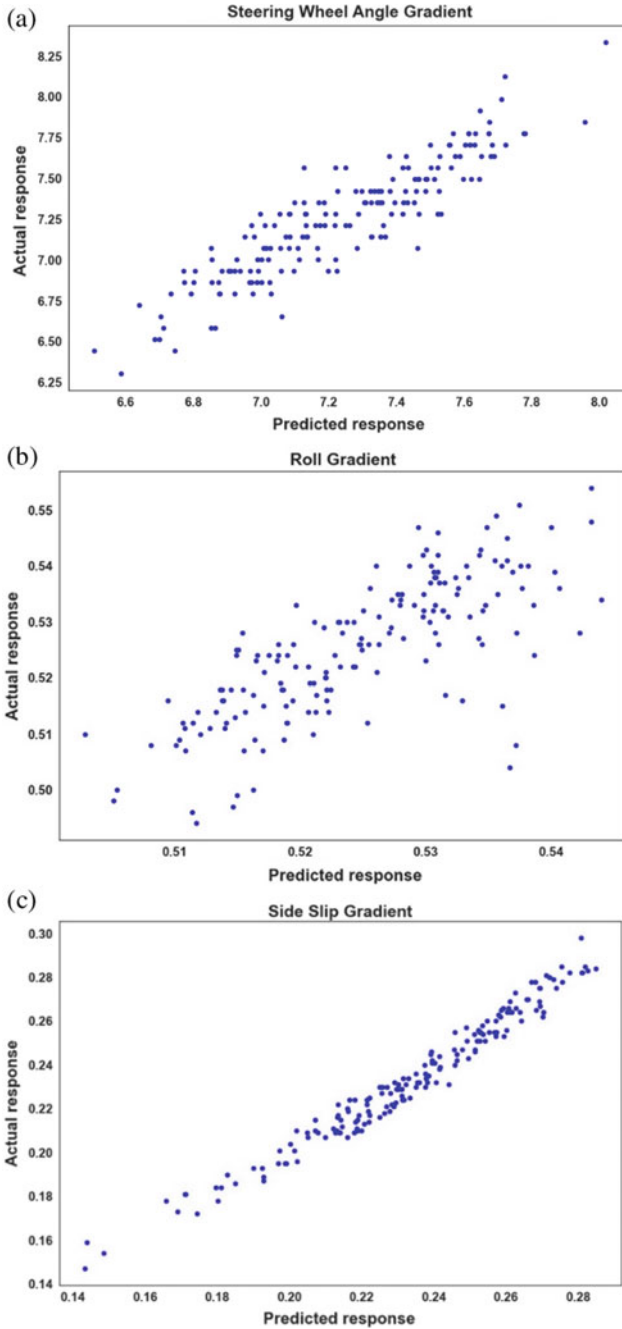 (a)
Steering Wheel Angle Gradient
8.25
8.00
7.75
7.50
7.25
7.00
6.75
6.50
6.25
Actual response
6.6 6.8 7.0 7.2 7.4 7.6 7.8 8.0
Predicted response
(b)
Roll Gradient
0.55
0.54
0.53
0.52
0.51
0.50
Actual response
0.51 0.52 0.53 0.54
Predicted response
(c)
Side Slip Gradient
0.30
0.28
0.26
0.24
0.22
0.20
0.18
0.16
0.14
Actual response
0.14 0.16 0.18 0.20 0.22 0.24 0.26 0.28
Predicted response